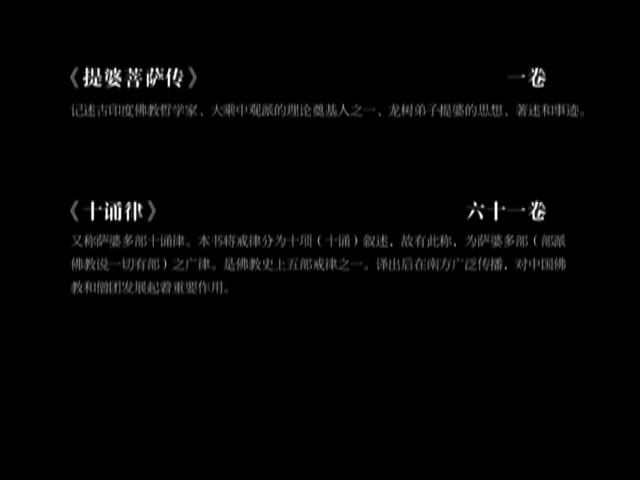 《提婆菩萨传》 一卷
记述古印度佛教哲学家、大乘中观派的理论奠基人之一、龙树弟子提婆的思想、著述和事迹。
《十诵律》 六十一卷
又称萨婆多部十诵律。本书将戒律分为十项（十诵）叙述，故有此称，为萨婆多部（部派
佛教说一切有部）之广律。是佛教史上五部戒律之一。译出后在南方广泛传播，对中国佛
教和僧团发展起着重要作用。